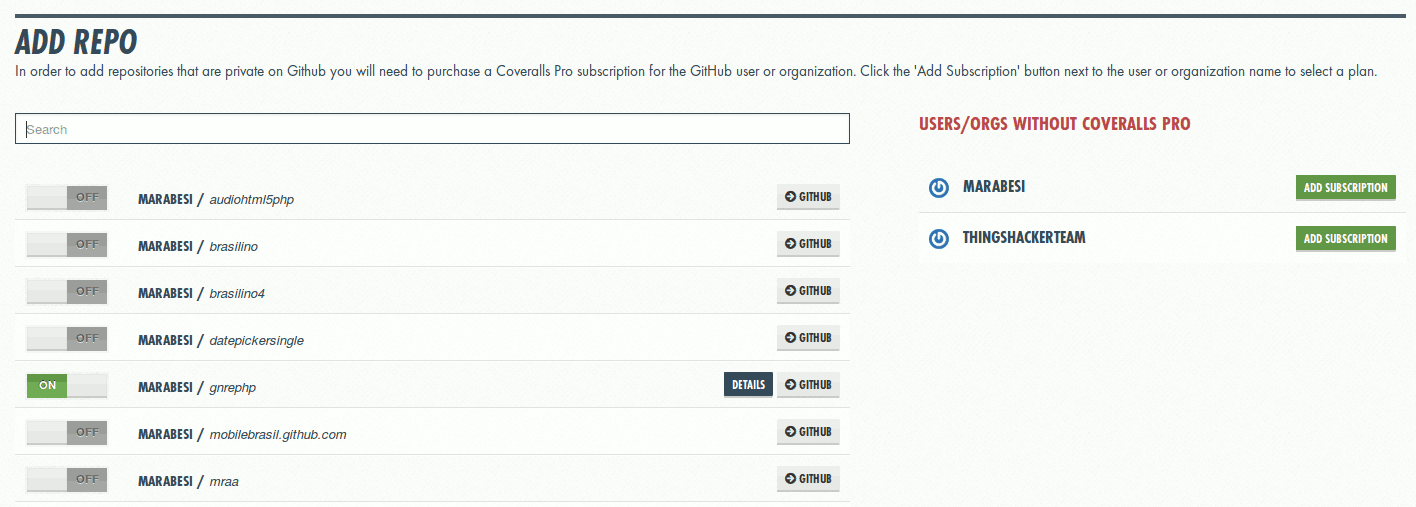 ADD REPO
In order to add repositories that are private on Github you will need to purchase a Coveralls Pro subscription for the GitHub user or organization. Click the 'Add Subscription' button next to the user or organization name to select a plan.
Search
OFF MARABESI / audiohtml5php GITHUB
OFF MARABESI / brasilino GITHUB
OFF MARABESI / brasilino4 GITHUB
OFF MARABESI / datepickersingle GITHUB
ON MARABESI / gnrephp DETAILS GITHUB
OFF MARABESI / mobilebrasil.github.com GITHUB
OFF MARABESI / mraa GITHUB
USERS/ORGS WITHOUT COVERALLS PRO
MARABESI ADD SUBSCRIPTION
THINGSHACKERTEAM ADD SUBSCRIPTION